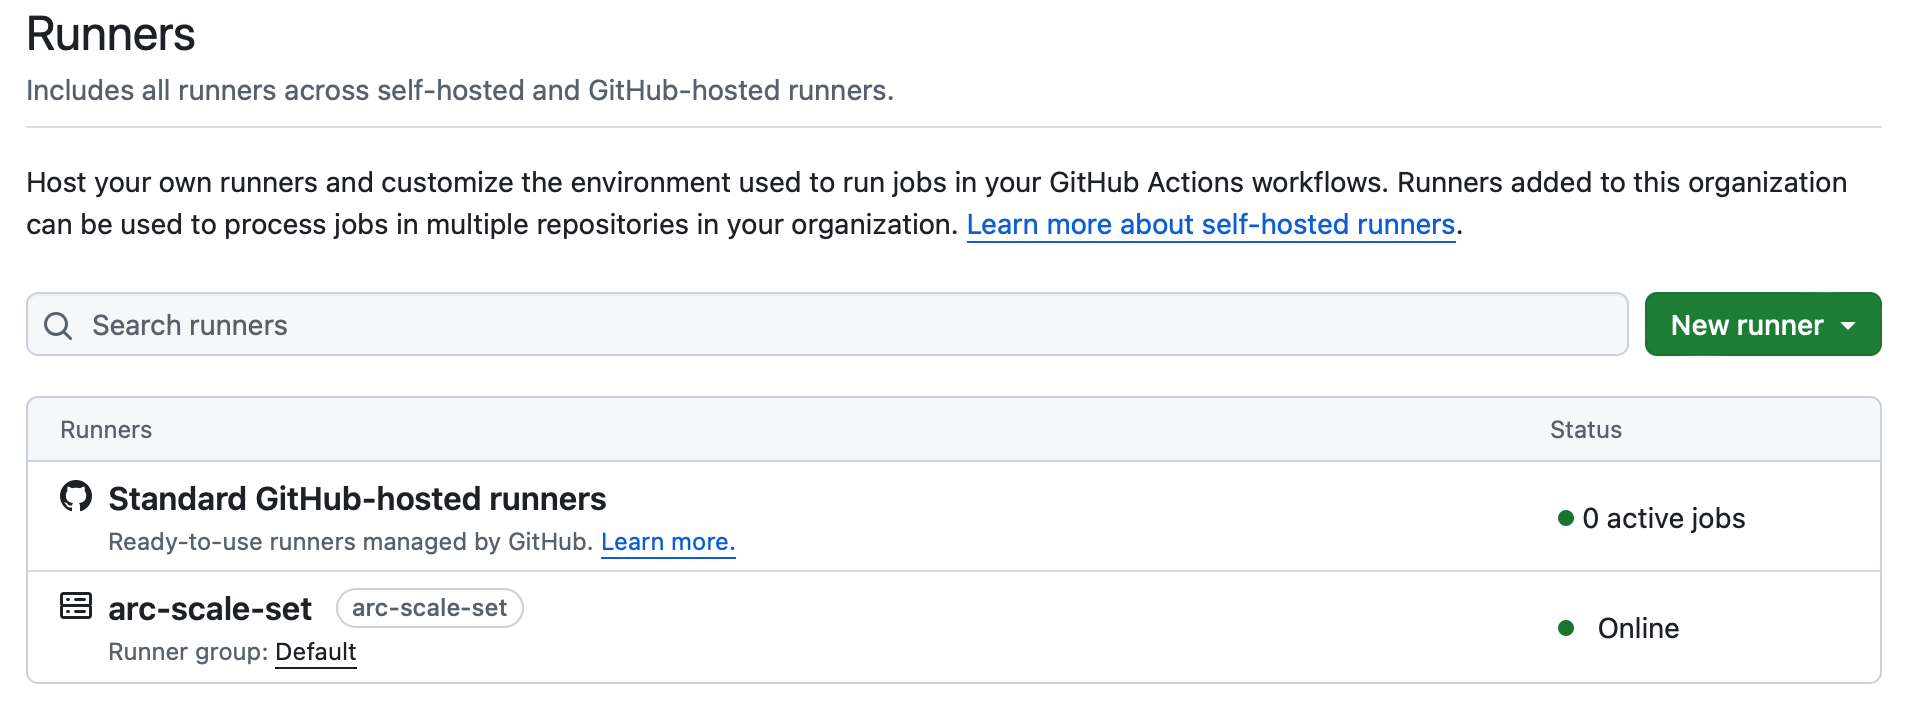 Runners
Includes all runners across self-hosted and GitHub-hosted runners.
Host your own runners and customize the environment used to run jobs in your GitHub Actions workflows. Runners added to this organization
can be used to process jobs in multiple repositories in your organization. Learn more about self-hosted runners.
Search runners
New runner
Runners Status
Standard GitHub-hosted runners
Ready-to-use runners managed by GitHub. Learn more.
0 active jobs
arc-scale-set arc-scale-set
Runner group: Default
Online